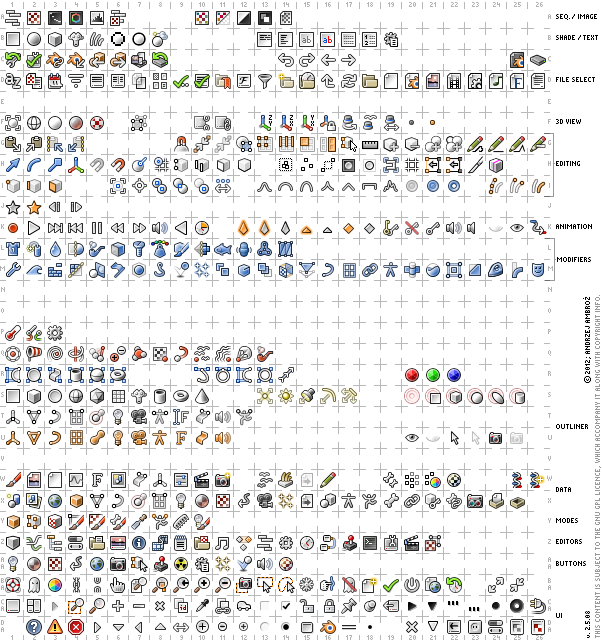 1 2 3 4 5 6 7 8 9 10 11 12 13 14 15 16 17 18 19 20 21 22 23 24 25 26
SEQ. / IMAGE
SHADE / TEXT
FILE SELECT
3D VIEW
EDITING
ANIMATION
MODIFIERS
OUTLINER
DATA
MODES
EDITORS
BUTTONS
UI
©2012; ANDRZEJ AMBROŻ
THIS CONTENT IS SUBJECT TO THE GNU GPL LICENCE, WHICH ACCOMPANY IT ALONG WITH COPYRIGHT INFO.
v. 2.5.08